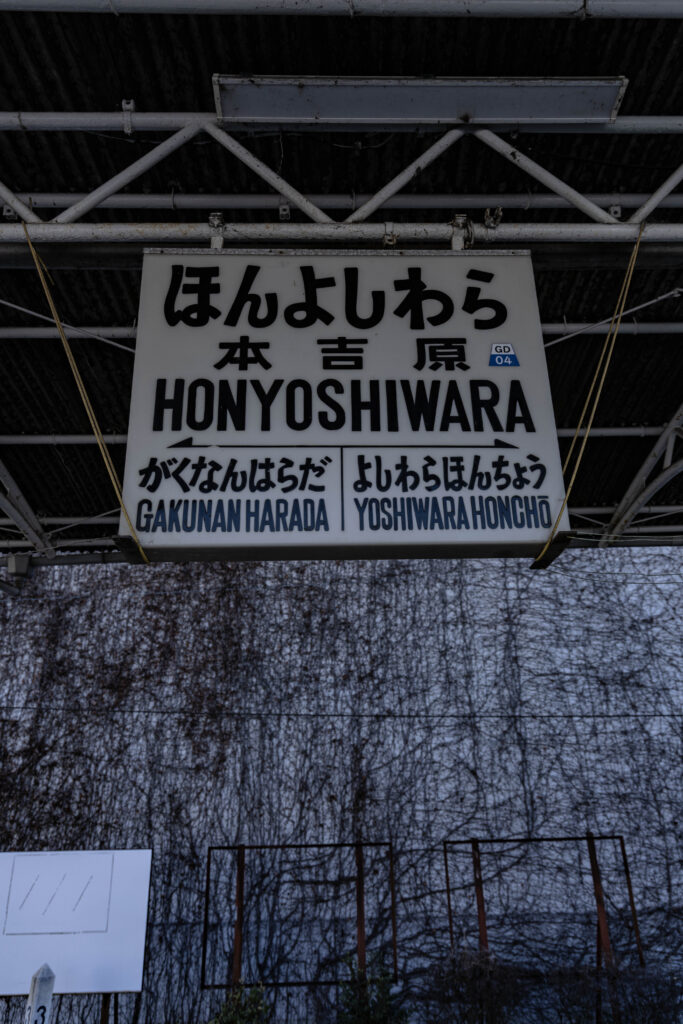 ほんよしわら
本吉原
GD
04
HONYOSHIWARA
がくなんはらだ
よしわらほんちょう
GAKUNAN HARADA
YOSHIWARA HONCHŌ
3